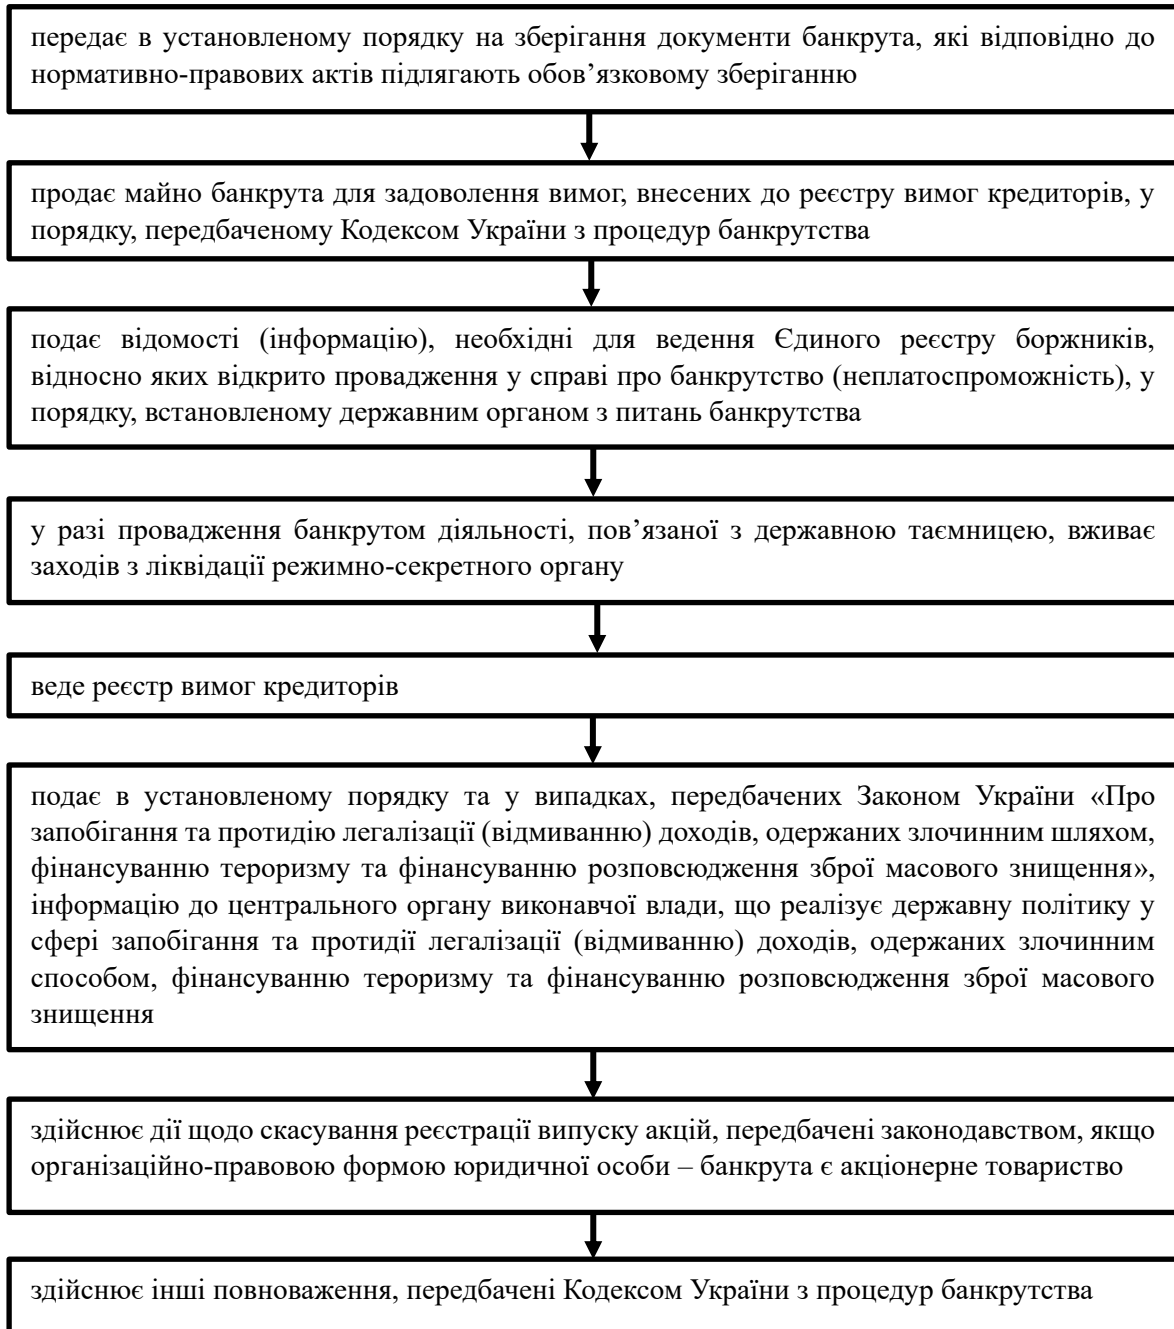 передає в установленому порядку на зберігання документи банкрута, які відповідно до
нормативно-правових актів підлягають обов’язковому зберіганню
продає майно банкрута для задоволення вимог, внесених до реєстру вимог кредиторів, у
порядку, передбаченому Кодексом України з процедур банкрутства
подає відомості (інформацію), необхідні для ведення Єдиного реєстру боржників,
відносно яких відкрито провадження у справі про банкрутство (неплатоспроможність), у
порядку, встановленому державним органом з питань банкрутства
у разі провадження банкрутом діяльності, пов’язаної з державною таємницею, вживає
заходів з ліквідації режимно-секретного органу
веде реєстр вимог кредиторів
подає в установленому порядку та у випадках, передбачених Законом України «Про
запобігання та протидію легалізації (відмиванню) доходів, одержаних злочинним шляхом,
фінансуванню тероризму та фінансуванню розповсюдження зброї масового знищення»,
інформацію до центрального органу виконавчої влади, що реалізує державну політику у
сфері запобігання та протидії легалізації (відмиванню) доходів, одержаних злочинним
способом, фінансуванню тероризму та фінансуванню розповсюдження зброї масового
знищення
здійснює дії щодо скасування реєстрації випуску акцій, передбачені законодавством, якщо
організаційно-правовою формою юридичної особи – банкрута є акціонерне товариство
здійснює інші повноваження, передбачені Кодексом України з процедур банкрутства